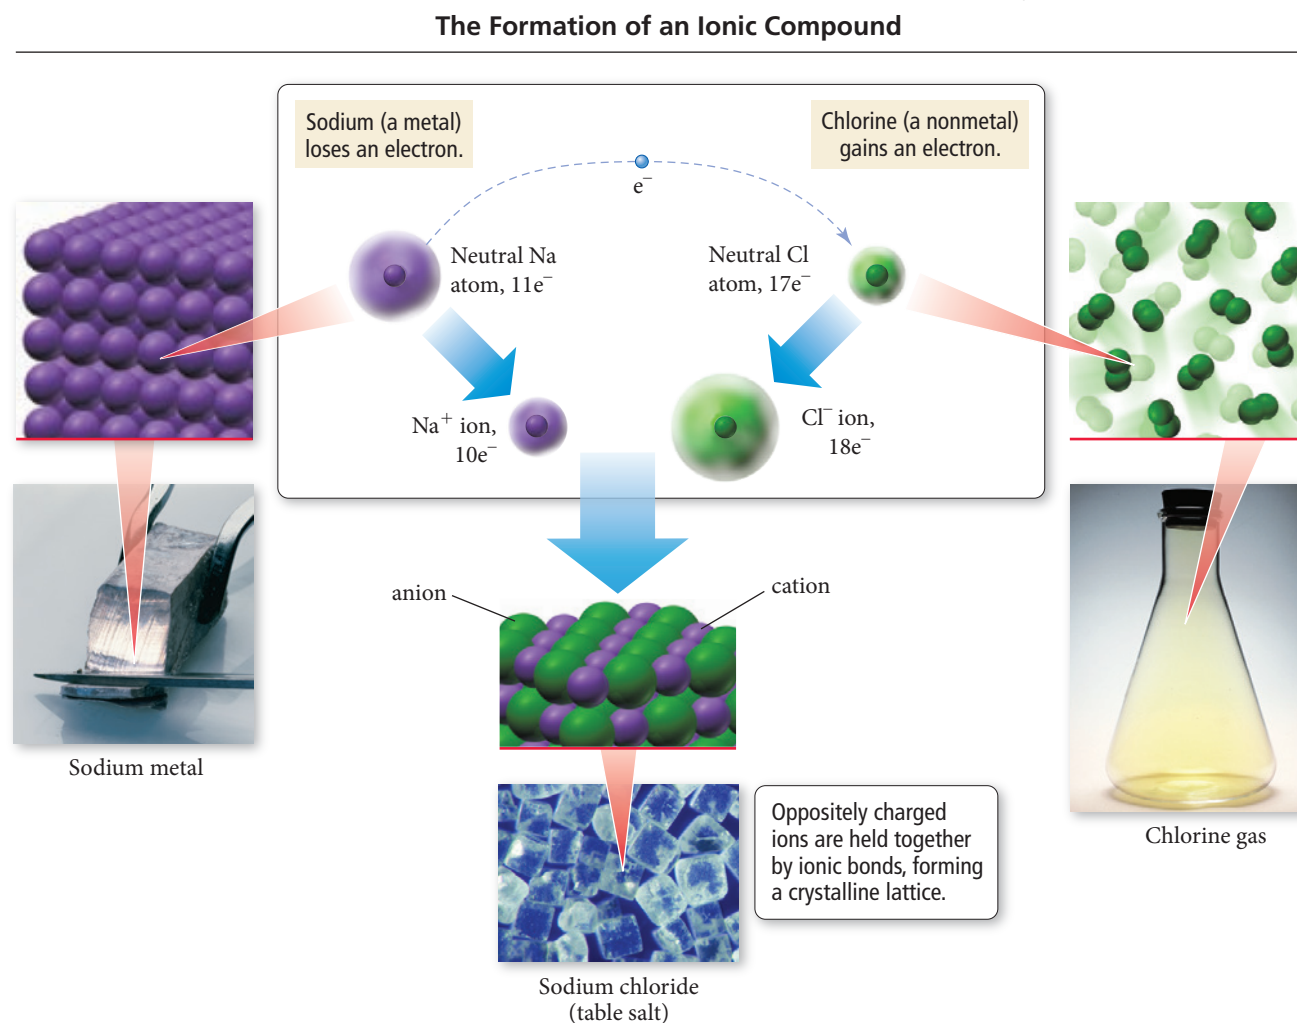 The Formation of an Ionic Compound
Sodium (a metal)
loses an electron.
Chlorine (a nonmetal)
gains an electron.
e⁻
Neutral Na
atom, 11e⁻
Neutral Cl
atom, 17e⁻
Na⁺ ion,
10e⁻
Cl⁻ ion,
18e⁻
anion
cation
Sodium metal
Oppositely charged
ions are held together
by ionic bonds, forming
a crystalline lattice.
Chlorine gas
Sodium chloride
(table salt)